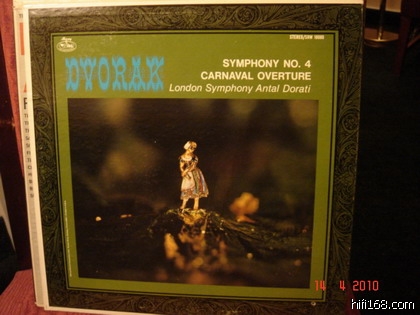 DVORAK
SYMPHONY NO. 4
CARNAVAL OVERTURE
London Symphony Antal Dorati
14 4 2010
hifi168.com